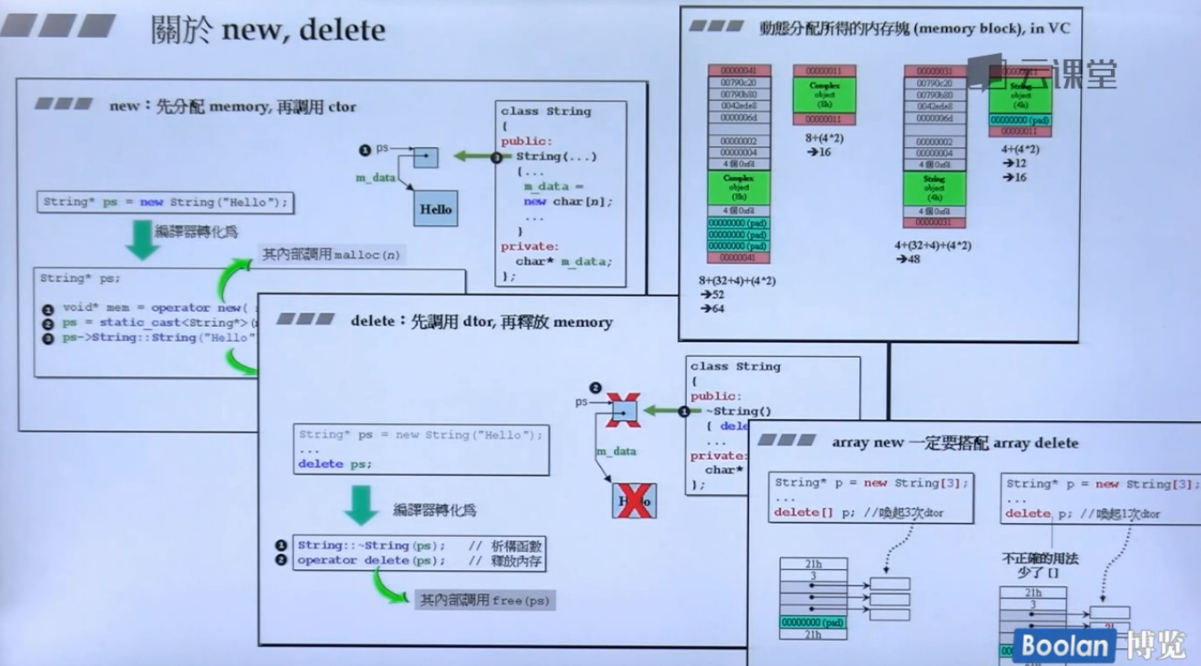 關於 new, delete
new：先分配 memory, 再調用 ctor
String* ps = new String("Hello");
編譯器轉化爲
String* ps;
其內部調用malloc(n)
❶ void* mem = operator new(
❷ ps = static_cast<String*>(
❸ ps->String::String("Hello"
❶ ps
m_data
Hello
❸
class String
{
public:
String(...)
{...
m_data =
new char[n];
...
}
private:
char* m_data;
};
delete：先調用 dtor, 再釋放 memory
String* ps = new String("Hello");
...
delete ps;
編譯器轉化爲
❶ String::~String(ps); // 析構函數
❷ operator delete(ps); // 釋放內存
其內部調用free(ps)
❷
ps
m_data
❶
class String
{
public:
~String()
{ dele
...
private:
char*
};
動態分配所得的內存塊 (memory block), in VC
00000041
00790c20
00790b80
0042ede8
0000006d
00000002
00000004
4個0xfd
Complex
object
(8h)
4個0xfd
00000000 (pad)
00000000 (pad)
00000000 (pad)
00000041
8+(32+4)+(4*2)
➔52
➔64
00000011
Complex
object
(8h)
00000011
8+(4*2)
➔16
00000031
00790c20
00790b80
0042ede8
0000006d
00000002
00000004
4個0xfd
String
object
(4h)
4個0xfd
00000031
4+(32+4)+(4*2)
➔48
00000011
String
object
(4h)
00000000 (pad)
00000011
4+(4*2)
➔12
➔16
云课堂
array new 一定要搭配 array delete
String* p = new String[3];
...
delete[] p; //喚起3次dtor
21h
3
00000000 (pad)
21h
String* p = new String[3];
...
delete p; //喚起1次dtor
不正確的用法
少了 []
21h
3
Boolan 博览